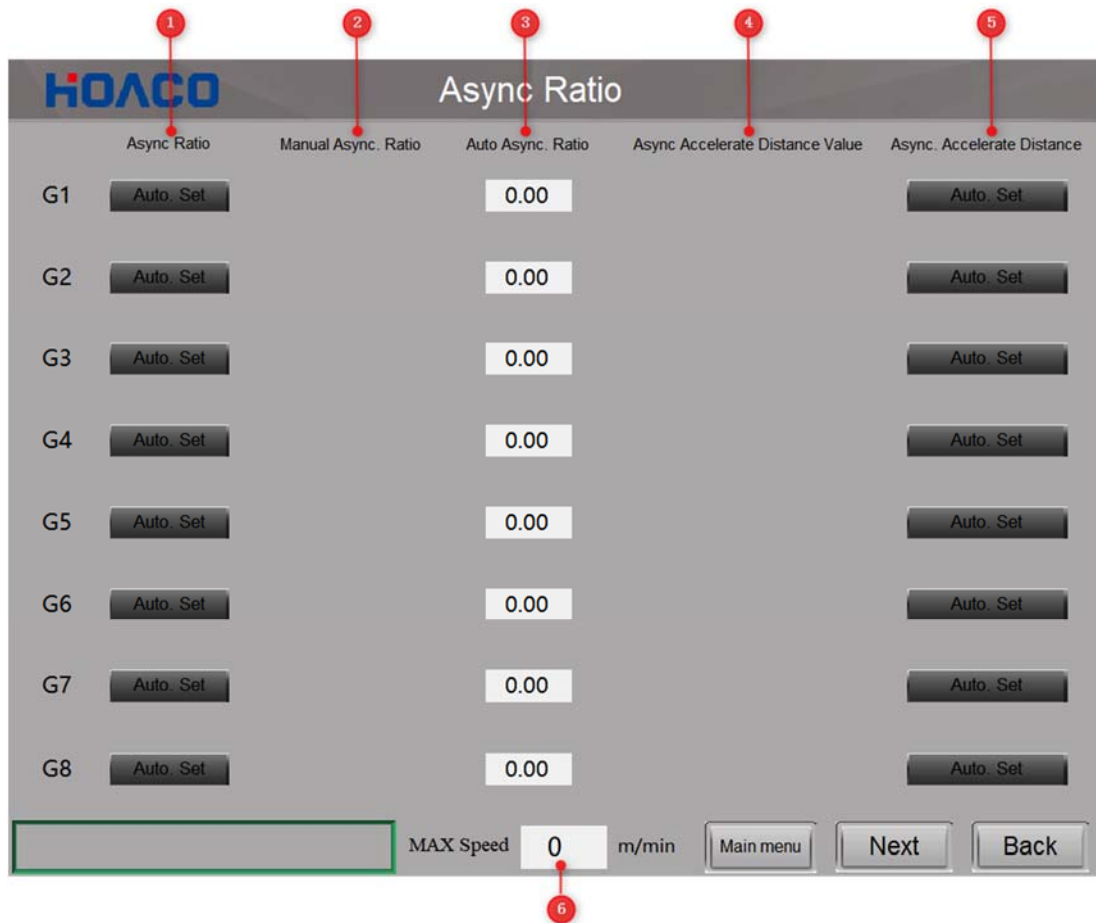 1 2 3 4 5
HOACO Async Ratio
Async Ratio Manual Async. Ratio Auto Async. Ratio Async Accelerate Distance Value Async. Accelerate Distance
G1 Auto. Set 0.00 Auto. Set
G2 Auto. Set 0.00 Auto. Set
G3 Auto. Set 0.00 Auto. Set
G4 Auto. Set 0.00 Auto. Set
G5 Auto. Set 0.00 Auto. Set
G6 Auto. Set 0.00 Auto. Set
G7 Auto. Set 0.00 Auto. Set
G8 Auto. Set 0.00 Auto. Set
MAX Speed 0 m/min Main menu Next Back
6